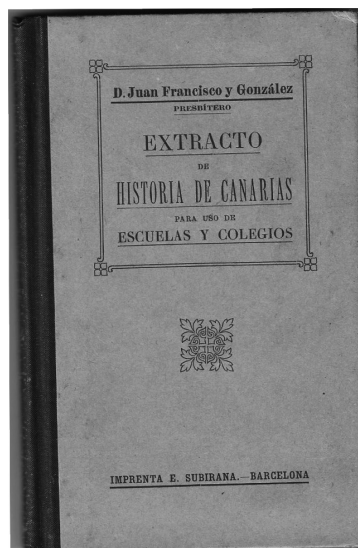 D. Juan Francisco y González
PRESBÍTERO
EXTRACTO
DE
HISTORIA DE CANARIAS
PARA USO DE
ESCUELAS Y COLEGIOS
IMPRENTA E. SUBIRANA.—BARCELONA